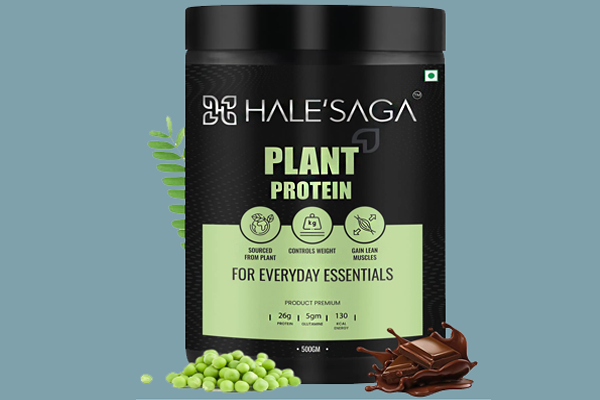 HALE'SAGA
PLANT
PROTEIN
kg
SOURCED FROM PLANT
CONTROLS WEIGHT
GAIN LEAN MUSCLES
FOR EVERYDAY ESSENTIALS
PRODUCT PREMIUM
26g PROTEIN
5gm GLUTAMINE
130 KCAL ENERGY
• 500GM •